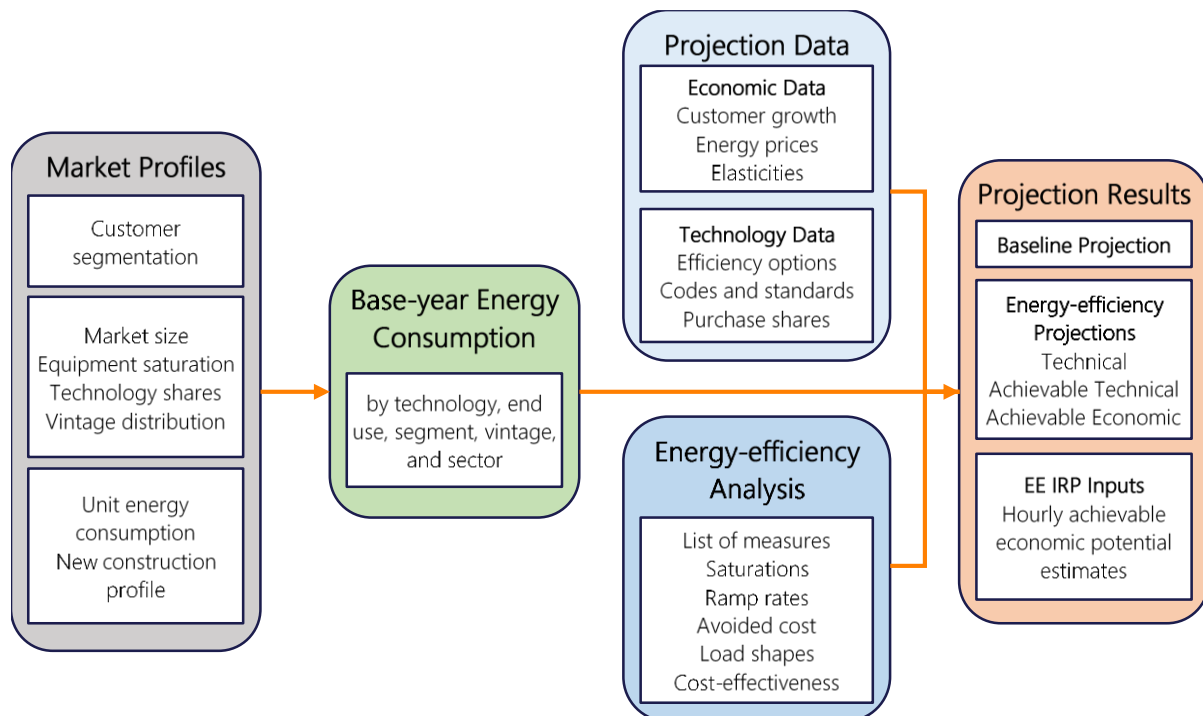 Market Profiles
Customer
segmentation
Market size
Equipment saturation
Technology shares
Vintage distribution
Unit energy
consumption
New construction
profile
Base-year Energy
Consumption
by technology, end
use, segment, vintage,
and sector
Projection Data
Economic Data
Customer growth
Energy prices
Elasticities
Technology Data
Efficiency options
Codes and standards
Purchase shares
Energy-efficiency
Analysis
List of measures
Saturations
Ramp rates
Avoided cost
Load shapes
Cost-effectiveness
Projection Results
Baseline Projection
Energy-efficiency
Projections
Technical
Achievable Technical
Achievable Economic
EE IRP Inputs
Hourly achievable
economic potential
estimates